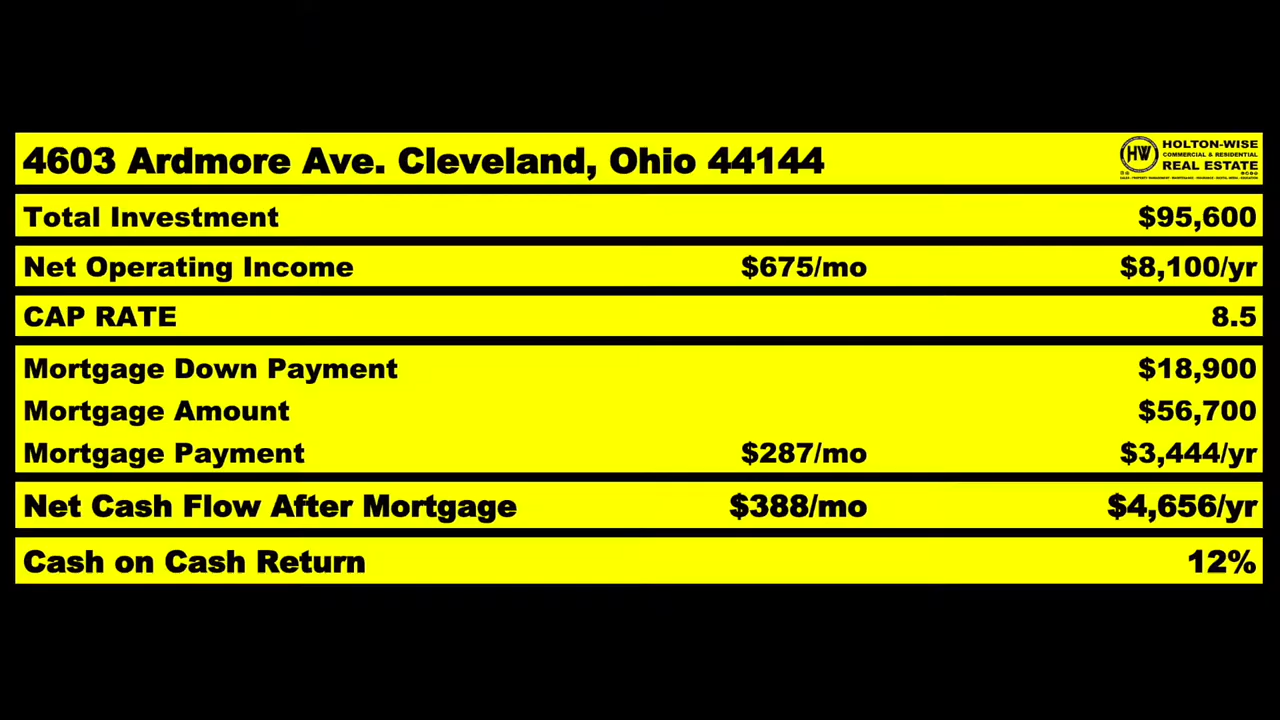 4603 Ardmore Ave. Cleveland, Ohio 44144
HW
HOLTON-WISE
COMMERCIAL & RESIDENTIAL
REAL ESTATE
Total Investment $95,600
Net Operating Income $675/mo $8,100/yr
CAP RATE 8.5
Mortgage Down Payment $18,900
Mortgage Amount $56,700
Mortgage Payment $287/mo $3,444/yr
Net Cash Flow After Mortgage $388/mo $4,656/yr
Cash on Cash Return 12%